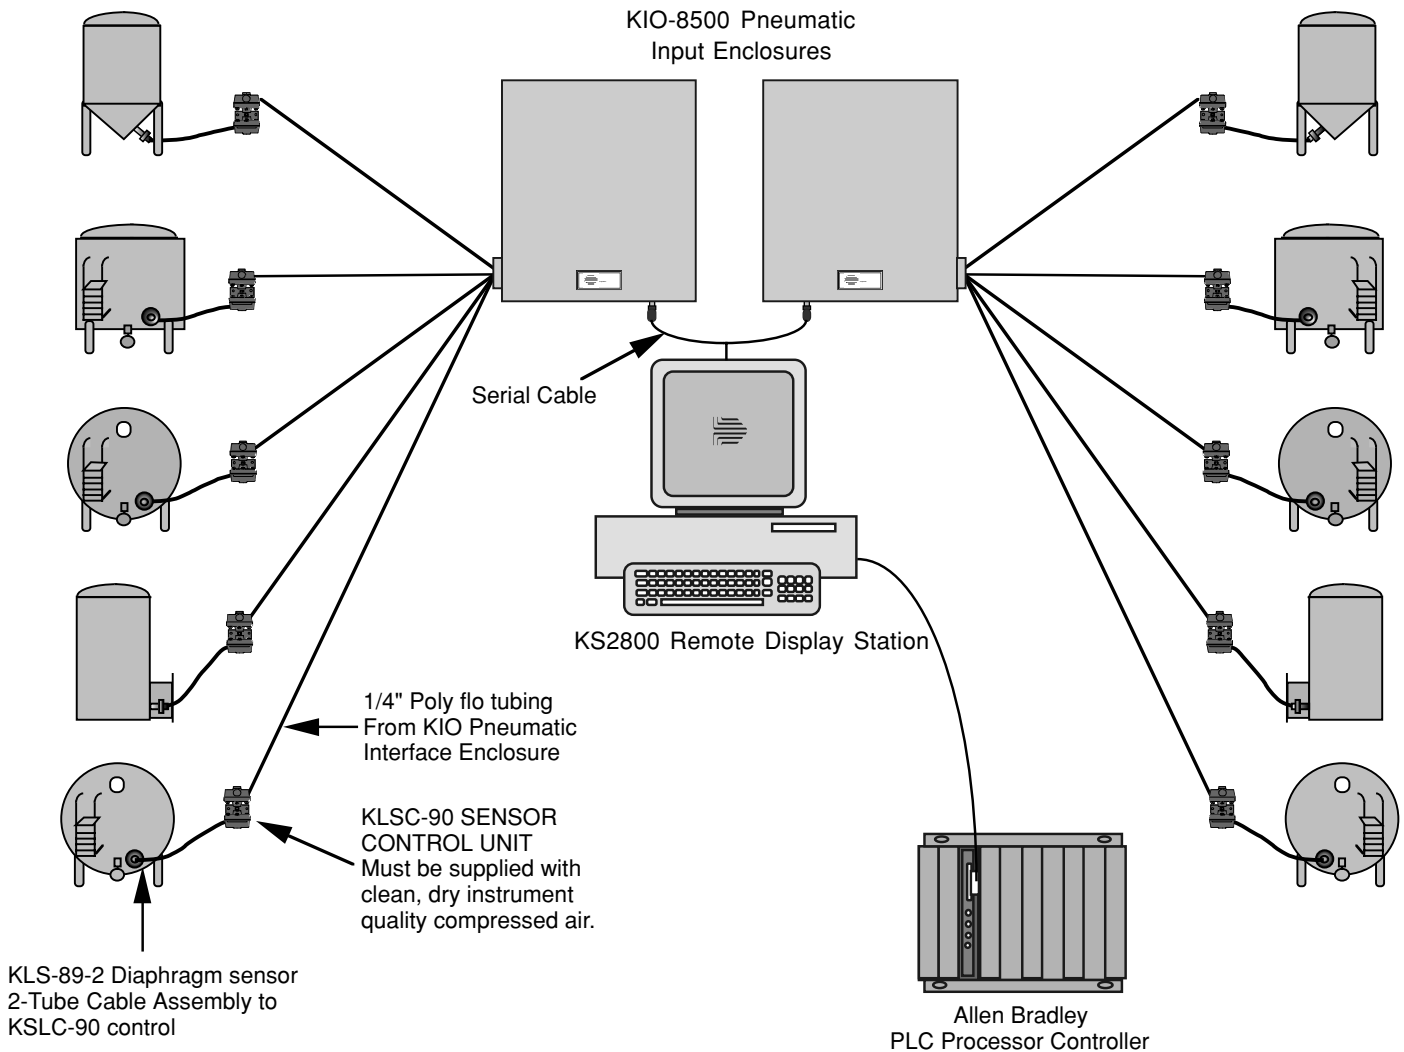 KIO-8500 Pneumatic
Input Enclosures
Serial Cable
KS2800 Remote Display Station
1/4" Poly flo tubing
From KIO Pneumatic
Interface Enclosure
KLSC-90 SENSOR
CONTROL UNIT
Must be supplied with
clean, dry instrument
quality compressed air.
KLS-89-2 Diaphragm sensor
2-Tube Cable Assembly to
KSLC-90 control
Allen Bradley
PLC Processor Controller